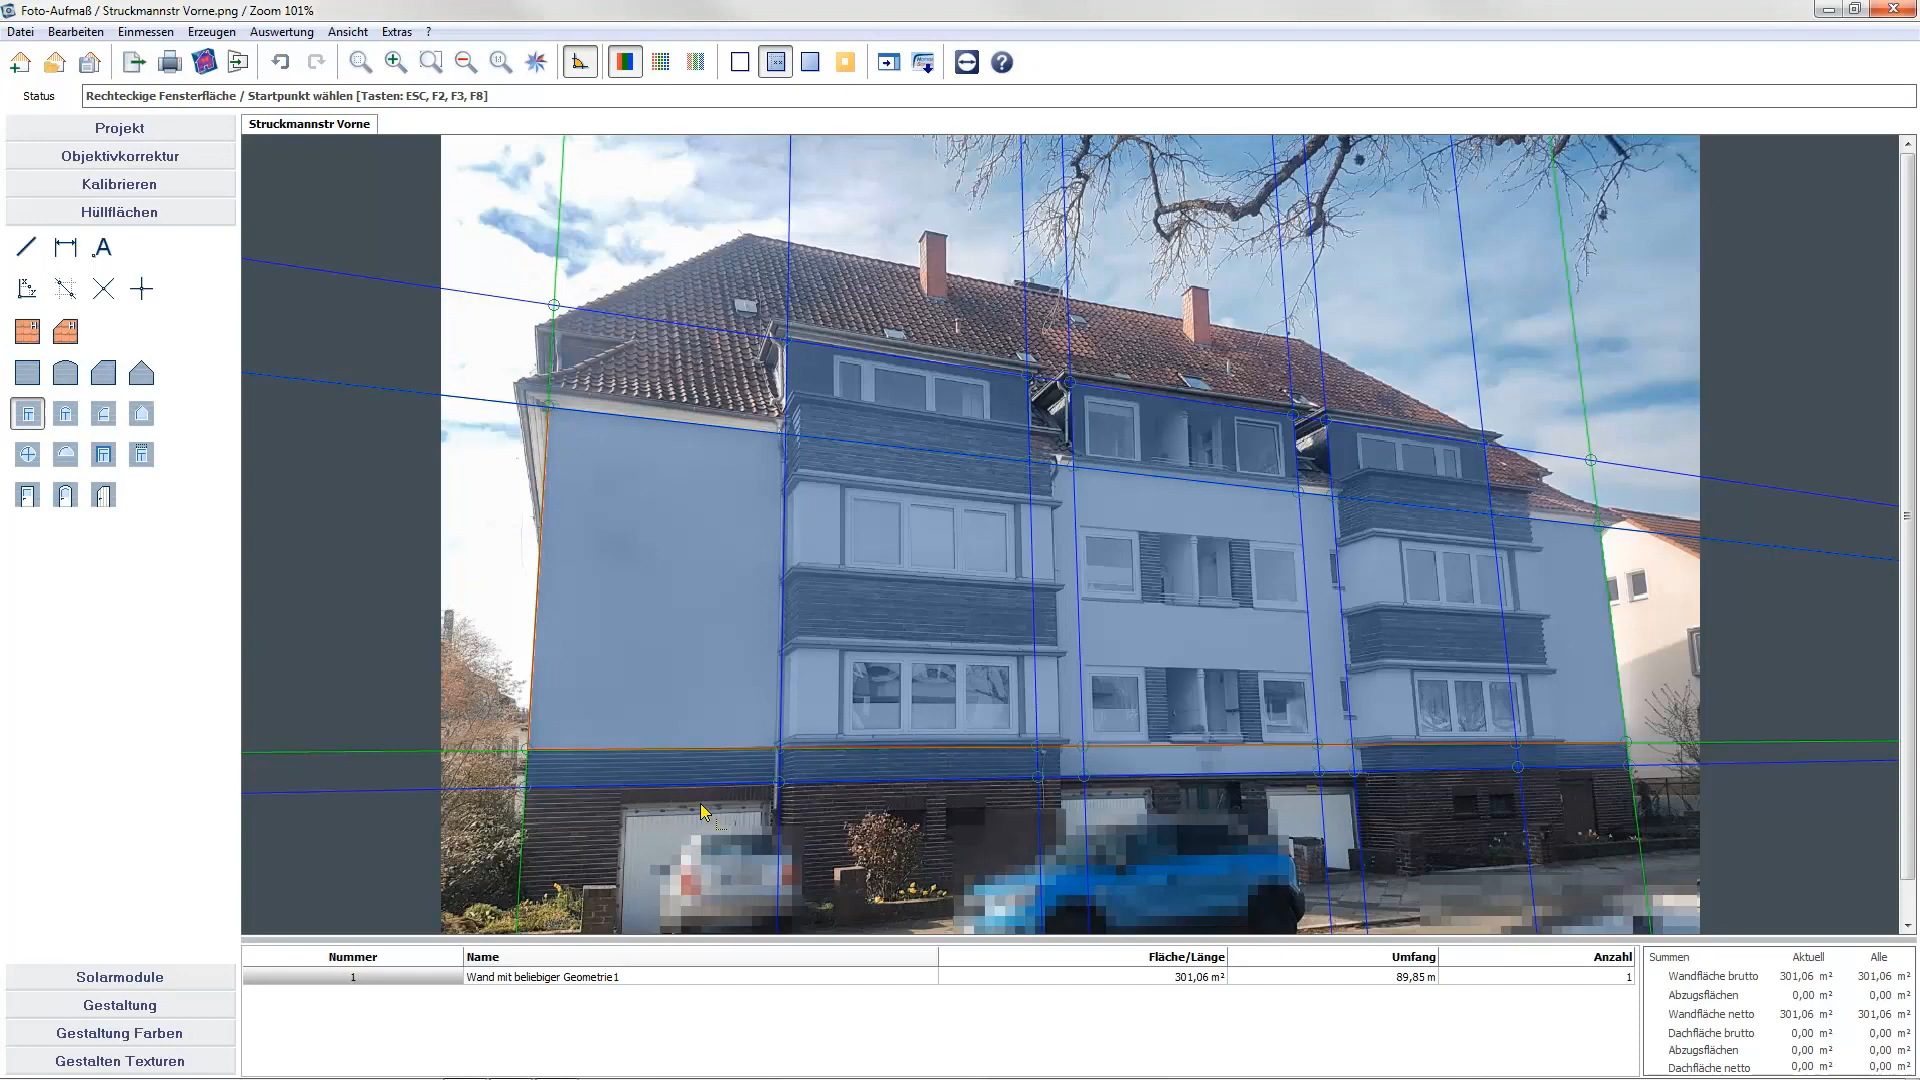 Foto-Aufmaß / Struckmannstr Vorne.png / Zoom 101%
Datei Bearbeiten Einmessen Erzeugen Auswertung Ansicht Extras ?
Status Rechteckige Fensterfläche / Startpunkt wählen [Tasten: ESC, F2, F3, F8]
Projekt
Objektivkorrektur
Kalibrieren
Hüllflächen
Struckmannstr Vorne
Solarmodule
Gestaltung
Gestaltung Farben
Gestalten Texturen
Nummer Name Fläche/Länge Umfang Anzahl
1 Wand mit beliebiger Geometrie1 301,06 m² 89,85 m 1
Summen Aktuell Alle
Wandfläche brutto 301,06 m² 301,06 m²
Abzugsflächen 0,00 m² 0,00 m²
Wandfläche netto 301,06 m² 301,06 m²
Dachfläche brutto 0,00 m² 0,00 m²
Abzugsflächen 0,00 m² 0,00 m²
Dachfläche netto 0,00 m² 0,00 m²